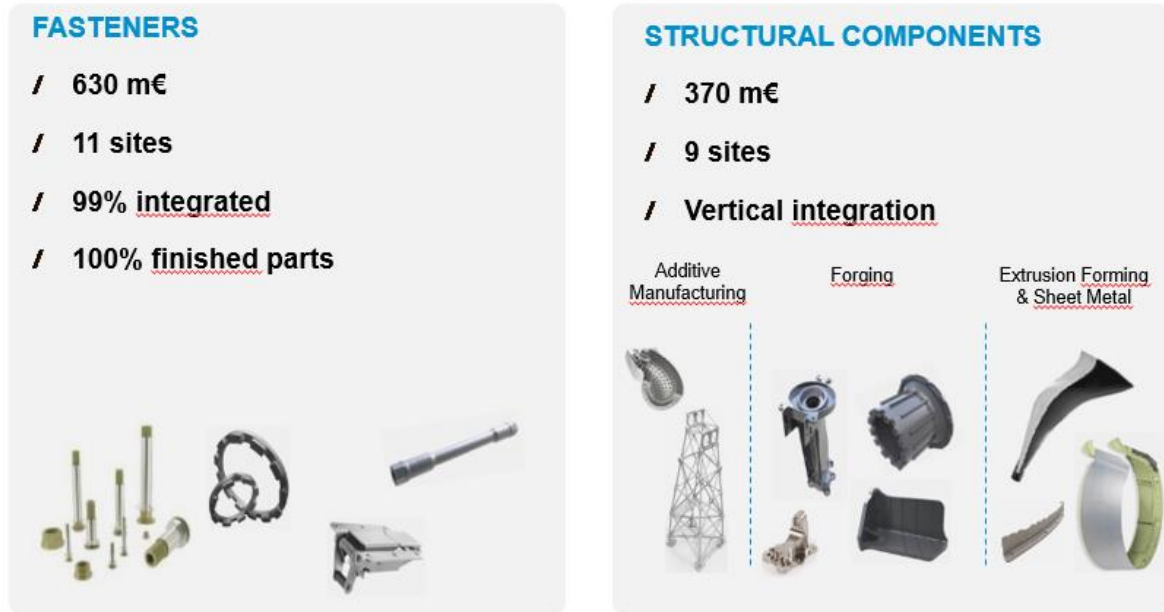 FASTENERS
/ 630 m€
/ 11 sites
/ 99% integrated
/ 100% finished parts
STRUCTURAL COMPONENTS
/ 370 m€
/ 9 sites
/ Vertical integration
Additive
Manufacturing
Forging
Extrusion Forming
& Sheet Metal